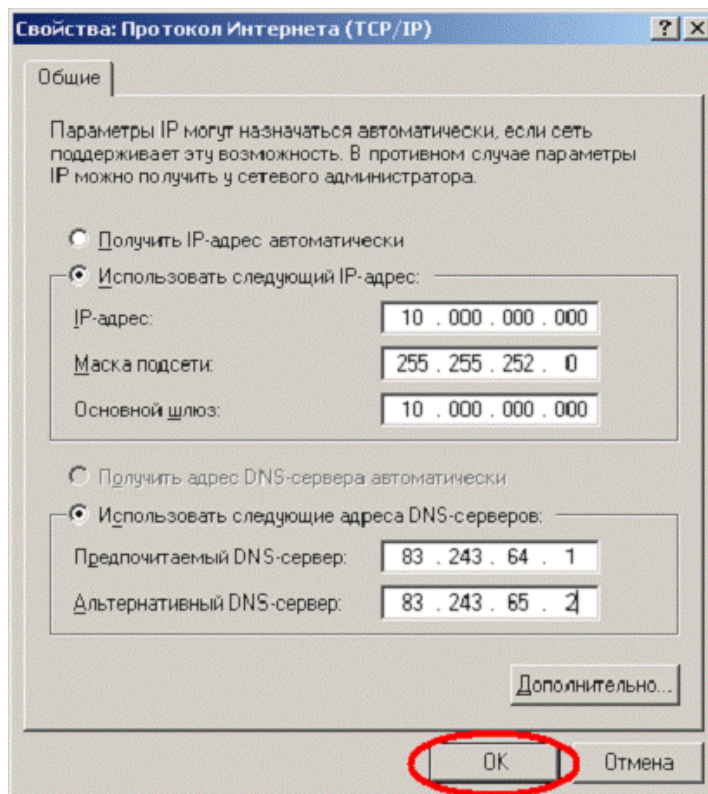 Свойства: Протокол Интернета (TCP/IP)
Общие
Параметры IP могут назначаться автоматически, если сеть
поддерживает эту возможность. В противном случае параметры
IP можно получить у сетевого администратора.
Получить IP-адрес автоматически
Использовать следующий IP-адрес:
IP-адрес: 10 . 000 . 000 . 000
Маска подсети: 255 . 255 . 252 . 0
Основной шлюз: 10 . 000 . 000 . 000
Получить адрес DNS-сервера автоматически
Использовать следующие адреса DNS-серверов:
Предпочитаемый DNS-сервер: 83 . 243 . 64 . 1
Альтернативный DNS-сервер: 83 . 243 . 65 . 2
Дополнительно...
OK Отмена